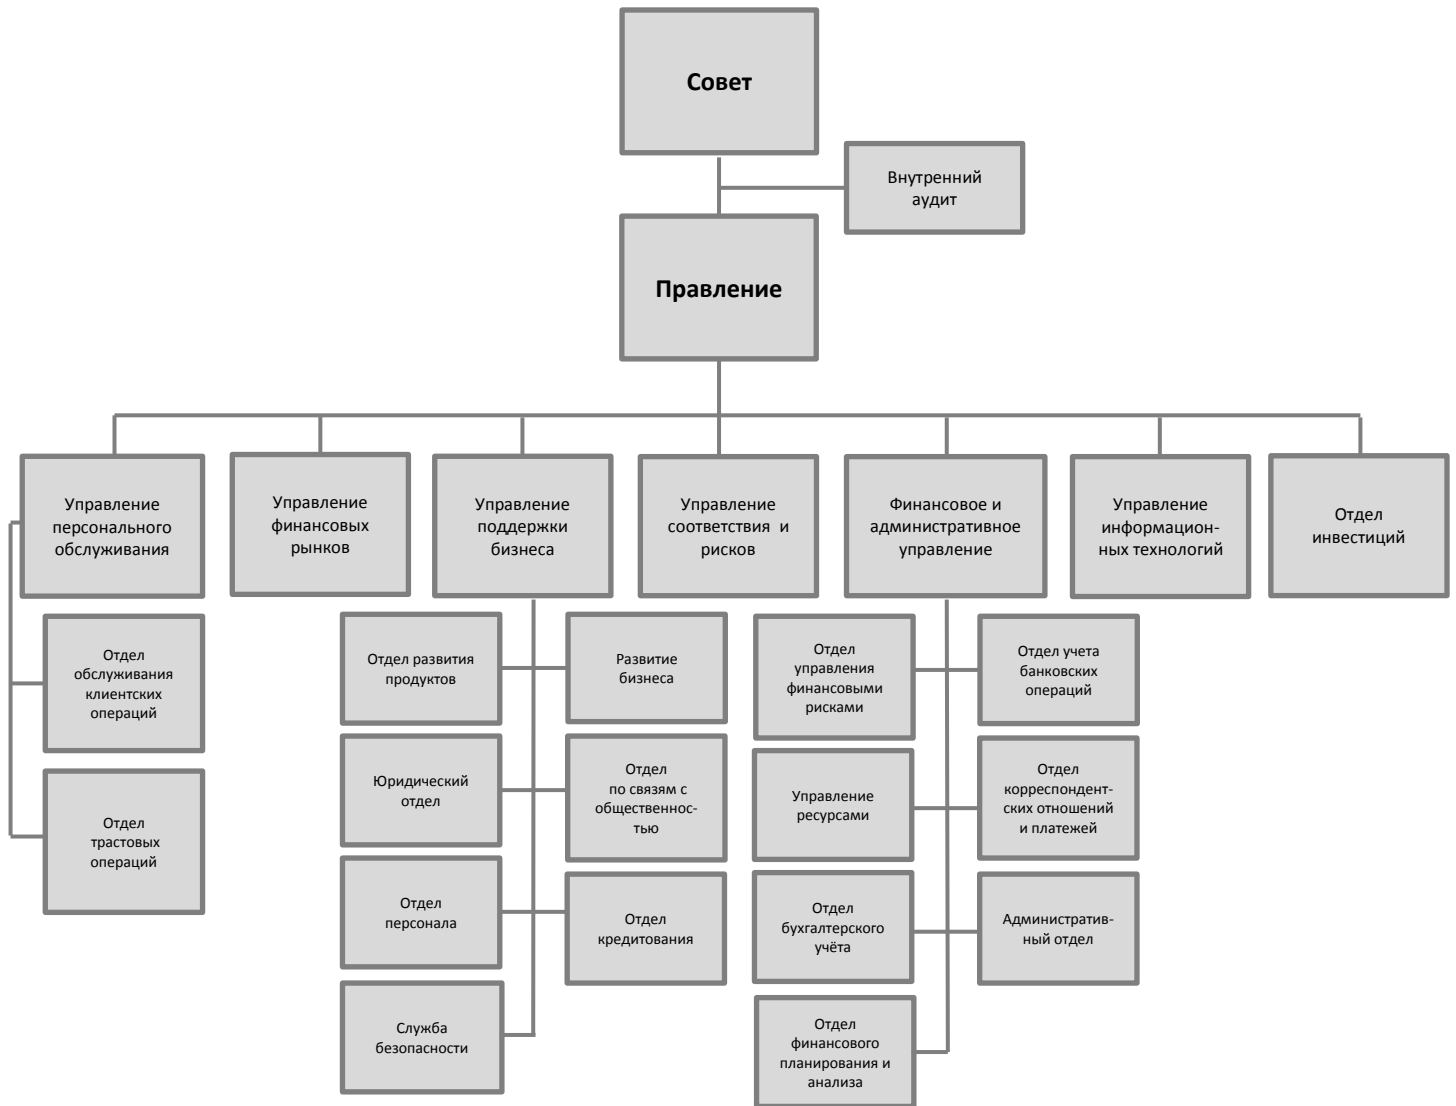 Совет
Внутренний
аудит
Правление
Управление
персонального
обслуживания
Управление
финансовых
рынков
Управление
поддержки
бизнеса
Управление
соответствия и
рисков
Финансовое и
административное
управление
Управление
информацион-
ных технологий
Отдел
инвестиций
Отдел
обслуживания
клиентских
операций
Отдел
трастовых
операций
Отдел развития
продуктов
Развитие
бизнеса
Юридический
отдел
Отдел
по связям с
общественнос-
тью
Отдел
персонала
Отдел
кредитования
Служба
безопасности
Отдел
управления
финансовыми
рисками
Отдел учета
банковских
операций
Управление
ресурсами
Отдел
корреспондент-
ских отношений
и платежей
Отдел
бухгалтерского
учёта
Административ-
ный отдел
Отдел
финансового
планирования и
анализа